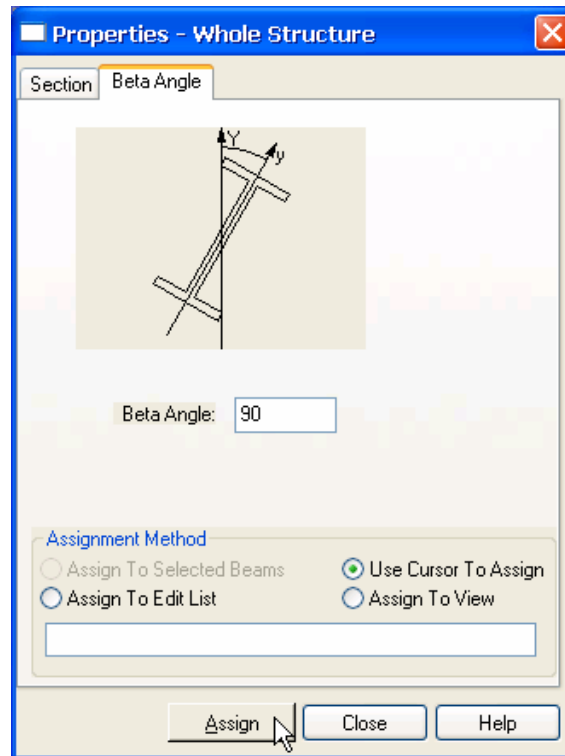 Properties - Whole Structure
Section Beta Angle
Y
y
Beta Angle: 90
Assignment Method
Assign To Selected Beams Use Cursor To Assign
Assign To Edit List Assign To View
Assign Close Help